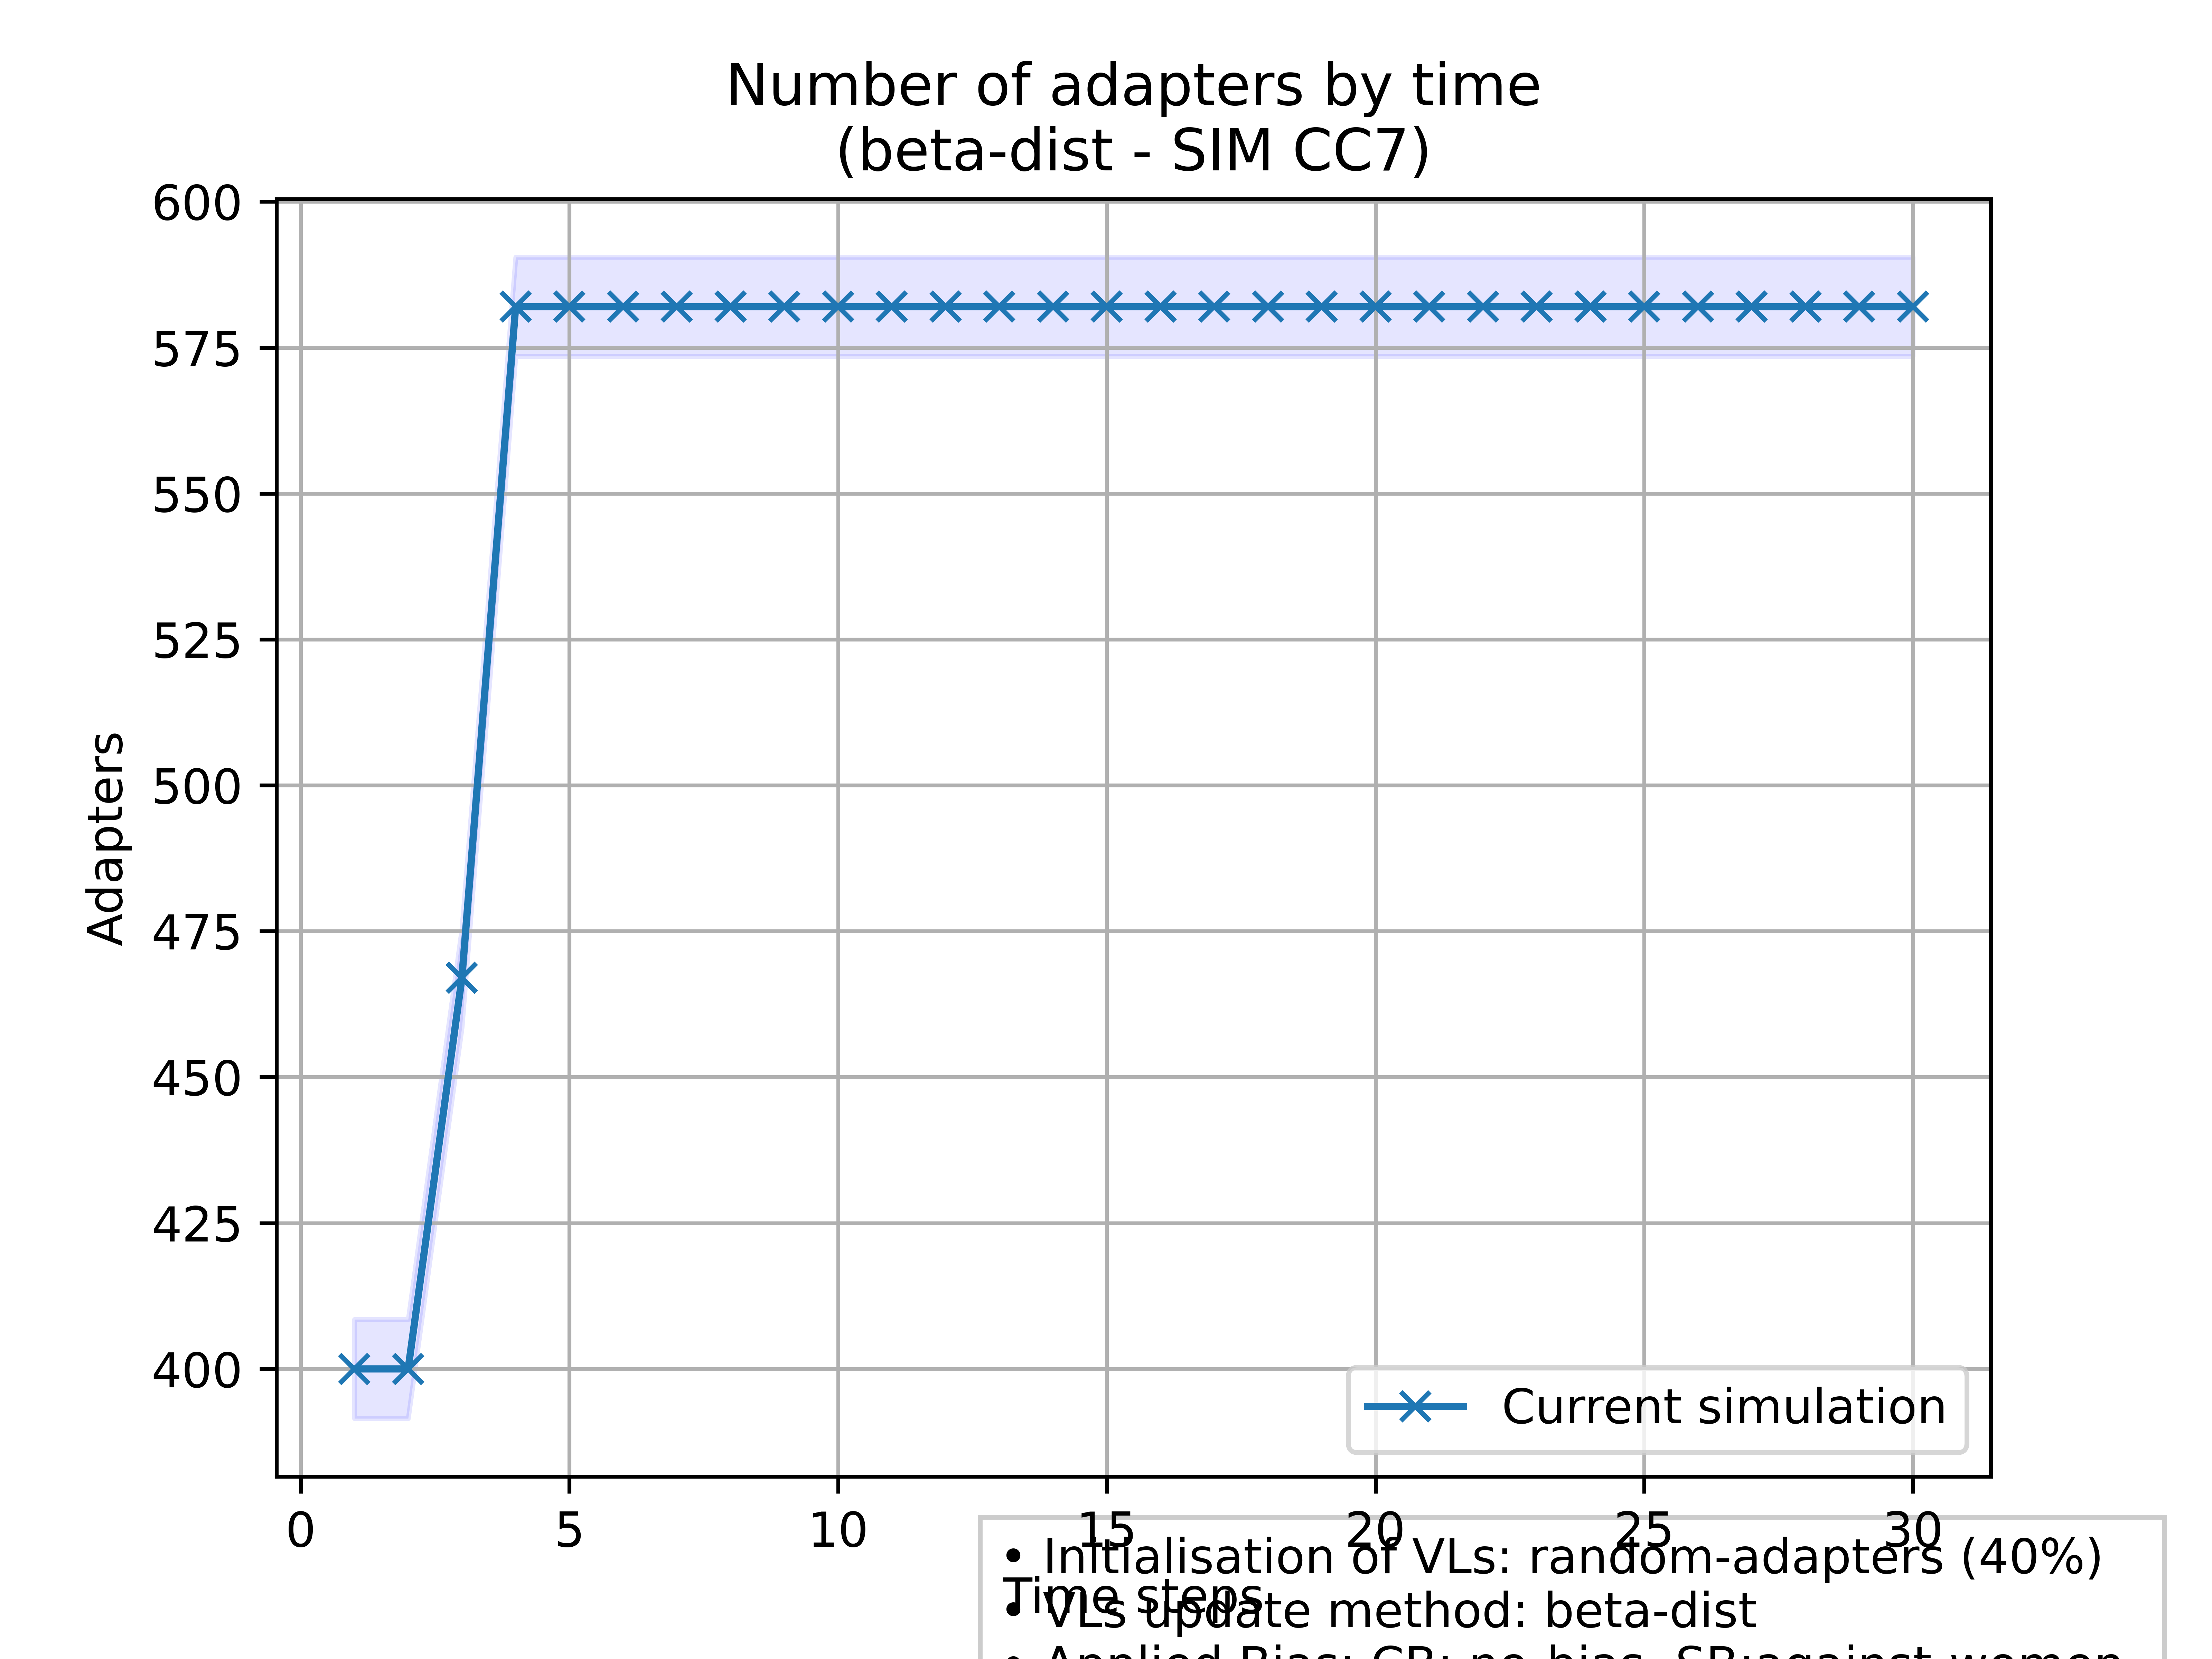 Number of adapters by time
(beta-dist - SIM CC7)
600
575
550
525
500
475
450
425
400
Adapters
Current simulation
0 5 10 15 20 25 30
• Initialisation of VLs: random-adapters (40%)
Time steps
• VLs update method: beta-dist
• Applied Bias: CB: no-bias, SB:against women